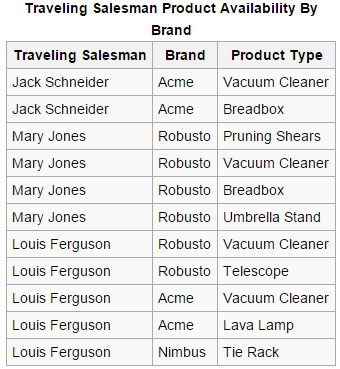 Traveling Salesman Product Availability By
Brand
Traveling Salesman Brand Product Type
Jack Schneider Acme Vacuum Cleaner
Jack Schneider Acme Breadbox
Mary Jones Robusto Pruning Shears
Mary Jones Robusto Vacuum Cleaner
Mary Jones Robusto Breadbox
Mary Jones Robusto Umbrella Stand
Louis Ferguson Robusto Vacuum Cleaner
Louis Ferguson Robusto Telescope
Louis Ferguson Acme Vacuum Cleaner
Louis Ferguson Acme Lava Lamp
Louis Ferguson Nimbus Tie Rack